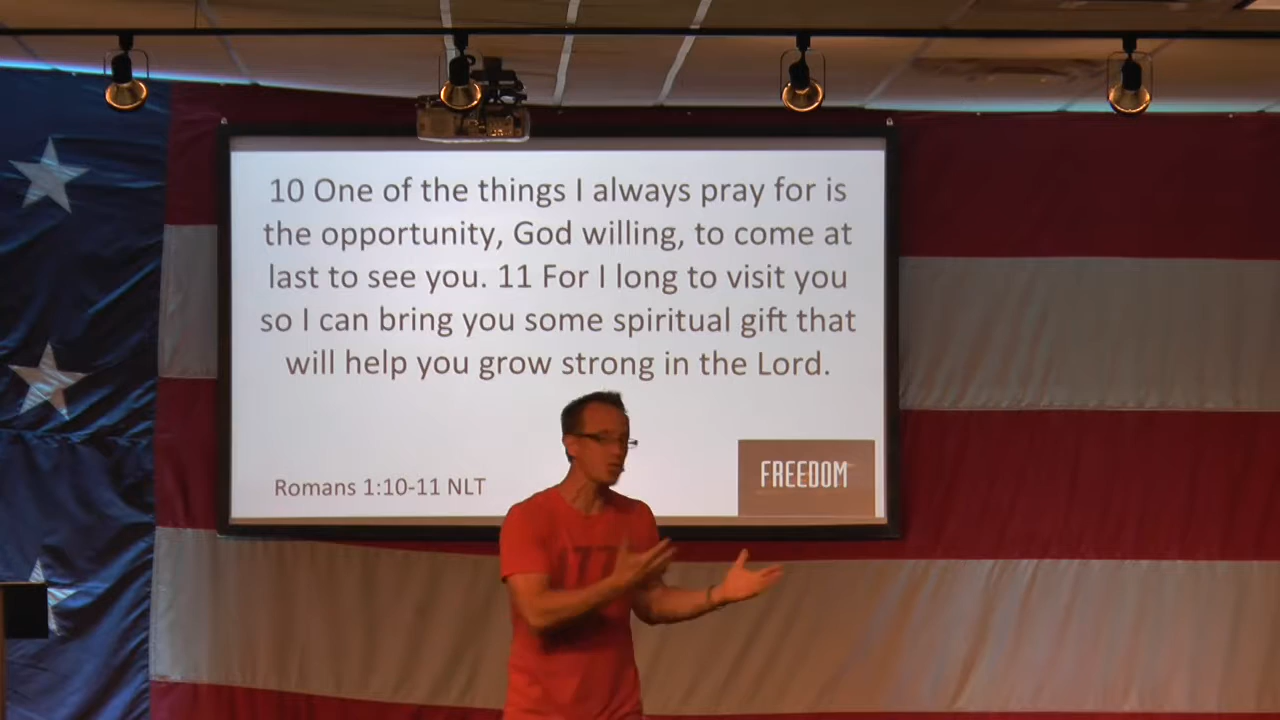 10 One of the things I always pray for is
the opportunity, God willing, to come at
last to see you. 11 For I long to visit you
so I can bring you some spiritual gift that
will help you grow strong in the Lord.
Romans 1:10-11 NLT
FREEDOM